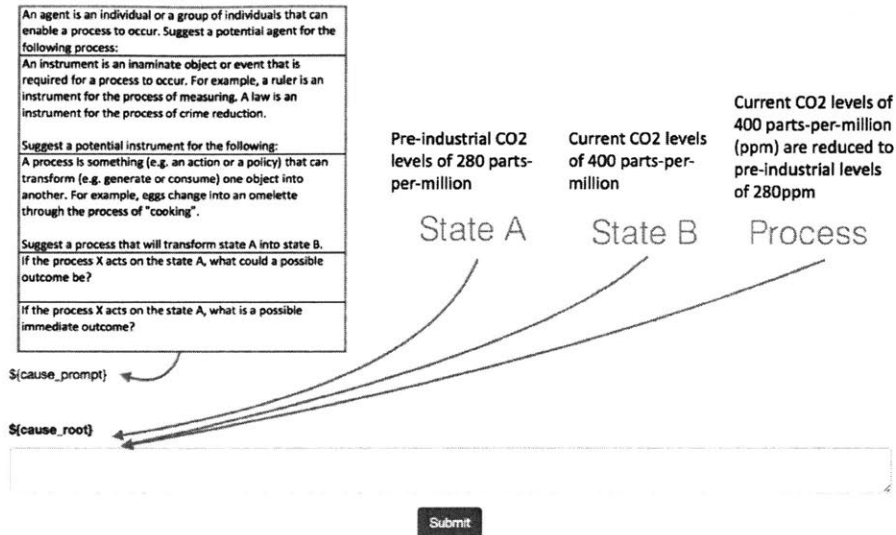 An agent is an individual or a group of individuals that can
enable a process to occur. Suggest a potential agent for the
following process:
An instrument is an inaminate object or event that is
required for a process to occur. For example, a ruler is an
instrument for the process of measuring. A law is an
instrument for the process of crime reduction.
Suggest a potential instrument for the following:
A process is something (e.g. an action or a policy) that can
transform (e.g. generate or consume) one object into
another. For example, eggs change into an omelette
through the process of "cooking".
Suggest a process that will transform state A into state B.
If the process X acts on the state A, what could a possible
outcome be?
If the process X acts on the state A, what is a possible
immediate outcome?
Pre-industrial CO2
levels of 280 parts-
per-million
State A
Current CO2 levels
of 400 parts-per-
million
State B
Current CO2 levels of
400 parts-per-million
(ppm) are reduced to
pre-industrial levels
of 280ppm
Process
${cause_prompt}
${cause_root}
Submit